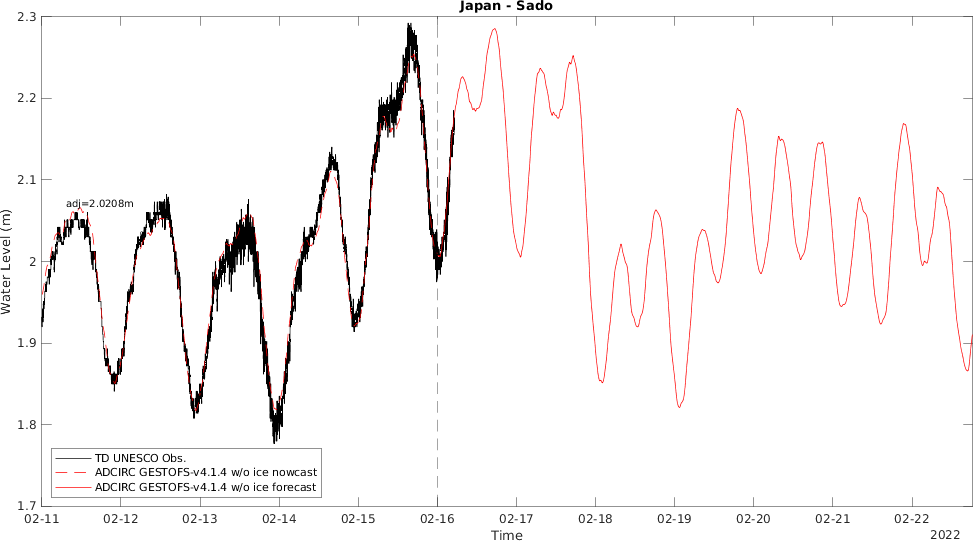 Japan - Sado
2.3
2.2
2.1
2
1.9
1.8
1.7
Water Level (m)
adj=2.0208m
TD UNESCO Obs.
ADCIRC GESTOFS-v4.1.4 w/o ice nowcast
ADCIRC GESTOFS-v4.1.4 w/o ice forecast
02-11 02-12 02-13 02-14 02-15 02-16 02-17 02-18 02-19 02-20 02-21 02-22
Time
2022